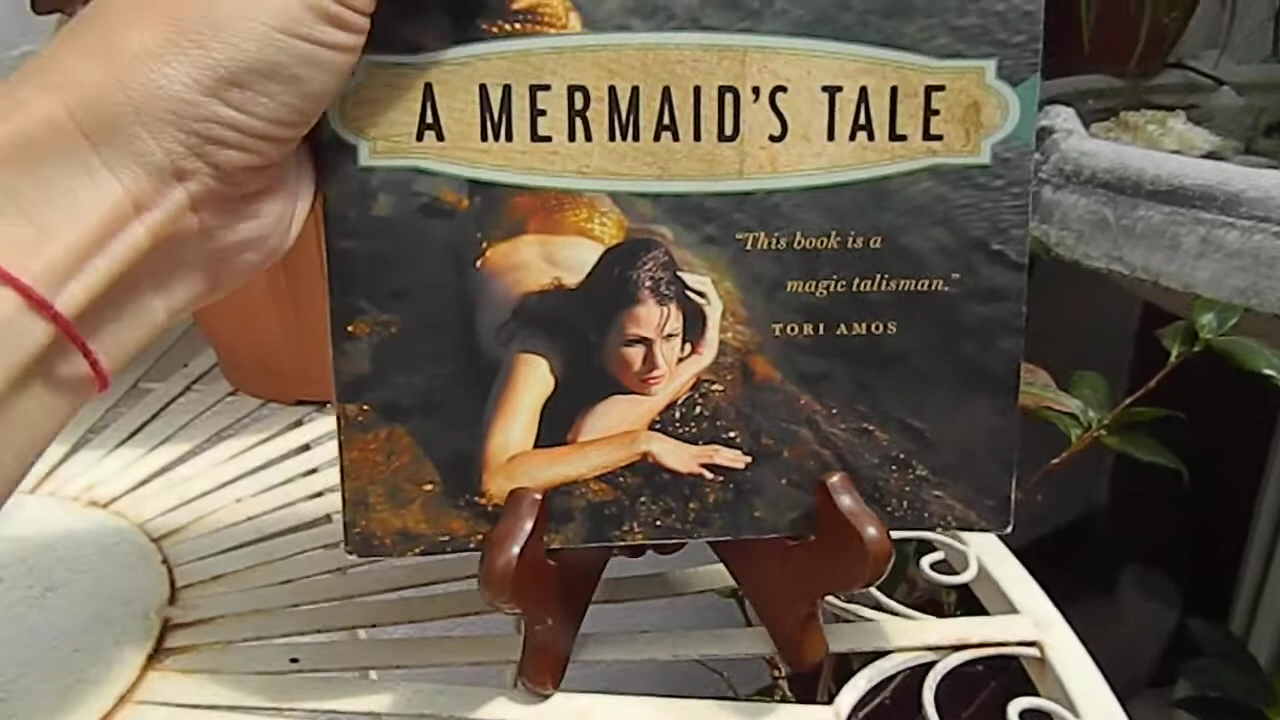 A MERMAID'S TALE
“This book is a
magic talisman.”
TORI AMOS